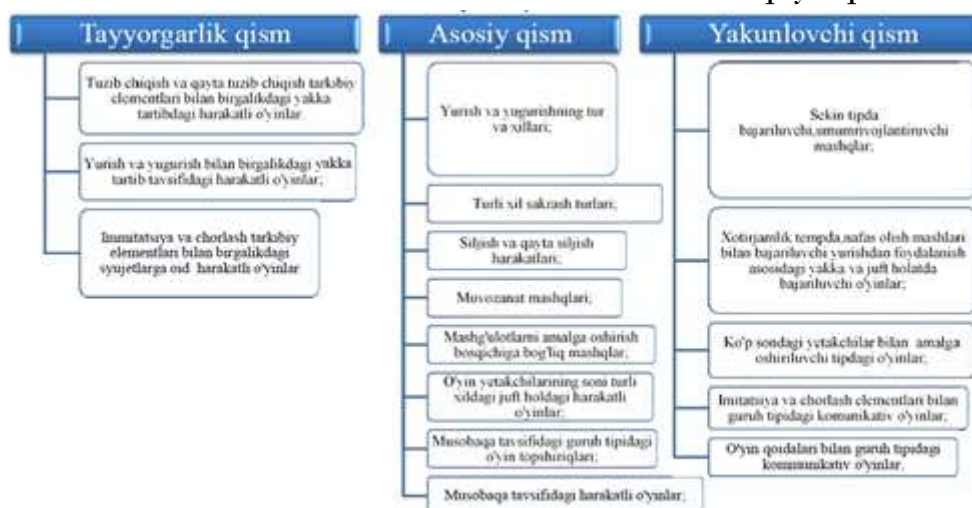 Tayyorgarlik qism
Tuzib chiqish va qayta tuzib chiqish tarkibiy
elementlari bilan birgalikdagi yakka
tartibdagi harakatli o'yinlar
Yurish va yugurish bilan birgalikdagi yakka
tartib tavsifidagi harakatli o'yinlar;
Immitatsiya va chorlash tarkibiy
elementlari bilan birgalikdagi
syujetlarga oid harakatli o'yinlar
Asosiy qism
Yurish va yugurishning tur
va xillari;
Turli xil sakrash turlari;
Siljish va qayta siljish
harakatlari;
Muvozanat mashqlari;
Mashg'ulotlarni amalga oshirish
bosqichiga bog'liq mashqlar;
O'yin yetakchilarining soni turli
xildagi juft holdagi harakatli
o'yinlar;
Musobaqa tavsifidagi guruh tipidagi
o'yin topshiriqlari;
Musobaqa tavsifidagi harakatli o'yinlar;
Yakunlovchi qism
Sekin tipda
bajariluvchi,umumrivojlantiruvchi
mashqlar;
Xotirjamlik tempda,nafas olish mashlari
bilan bajariluvchi yurishdan foydalanish
asosidagi yakka va juft holatda
bajariluvchi o'yinlar;
Ko'p sondagi yetakchilar bilan amalga
oshiriluvchi tipdagi o'yinlar;
Imitatsiya va chorlash elementlari bilan
guruh tipidagi komunikativ o'yinlar;
O'yin qoidalari bilan guruh tipidagi
kommunikativ o'yinlar.